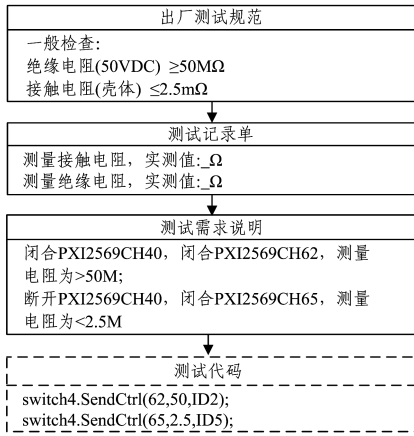 出厂测试规范
一般检查:
绝缘电阻(50VDC) ≥50MΩ
接触电阻(壳体) ≤2.5mΩ
测试记录单
测量接触电阻，实测值:_Ω
测量绝缘电阻，实测值:_Ω
测试需求说明
闭合PXI2569CH40，闭合PXI2569CH62，测量
电阻为>50M;
断开PXI2569CH40，闭合PXI2569CH65，测量
电阻为<2.5M
测试代码
switch4.SendCtrl(62,50,ID2);
switch4.SendCtrl(65,2.5,ID5);